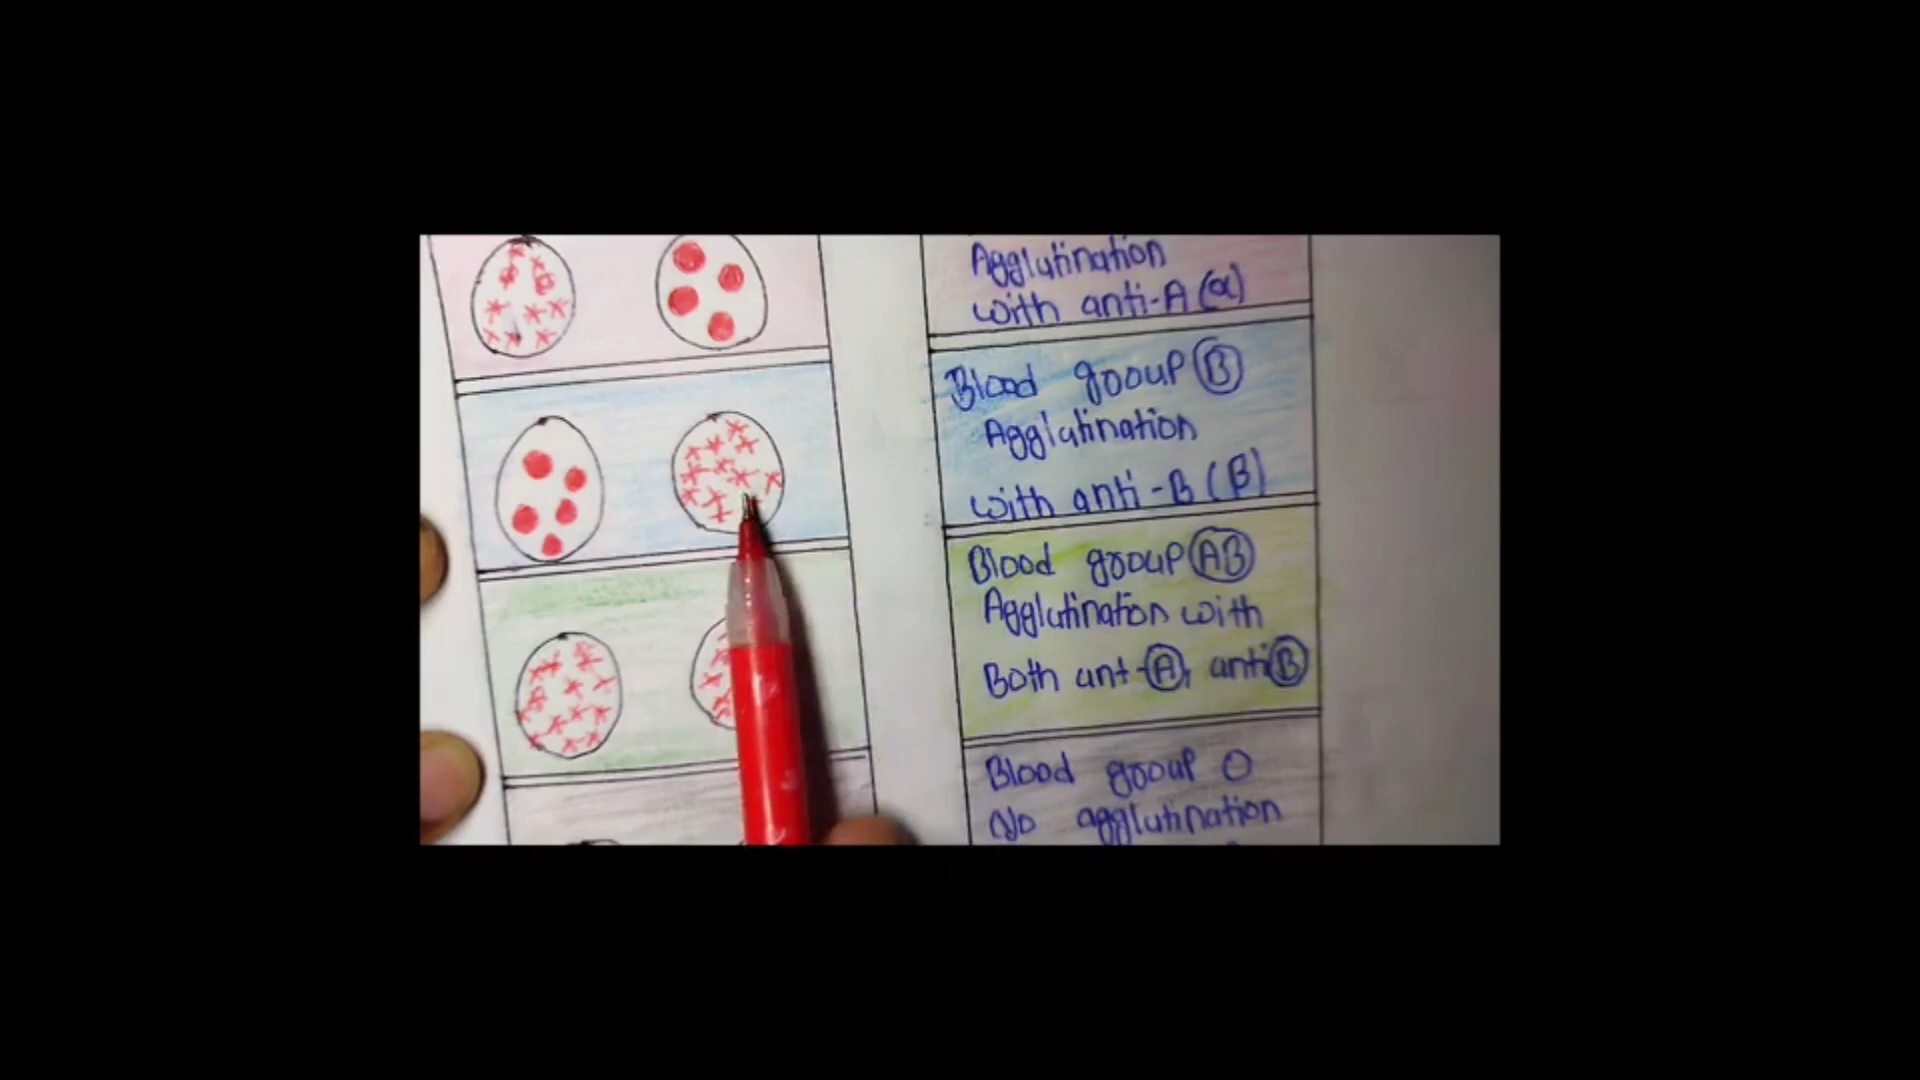 Agglutination
with anti-A (α)
Blood group B
Agglutination
with anti-B (β)
Blood group AB
Agglutination with
Both ant-A, anti B
Blood group O
No agglutination